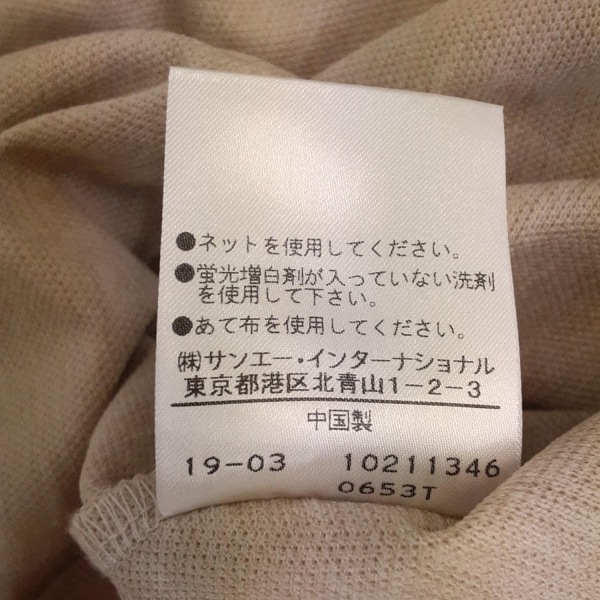 ●ネットを使用してください。
●蛍光増白剤が入っていない洗剤
を使用して下さい。
●あて布を使用してください。
㈱サンエー・インターナショナル
東京都港区北青山1-2-3
中国製
19-03 10211346
0653T